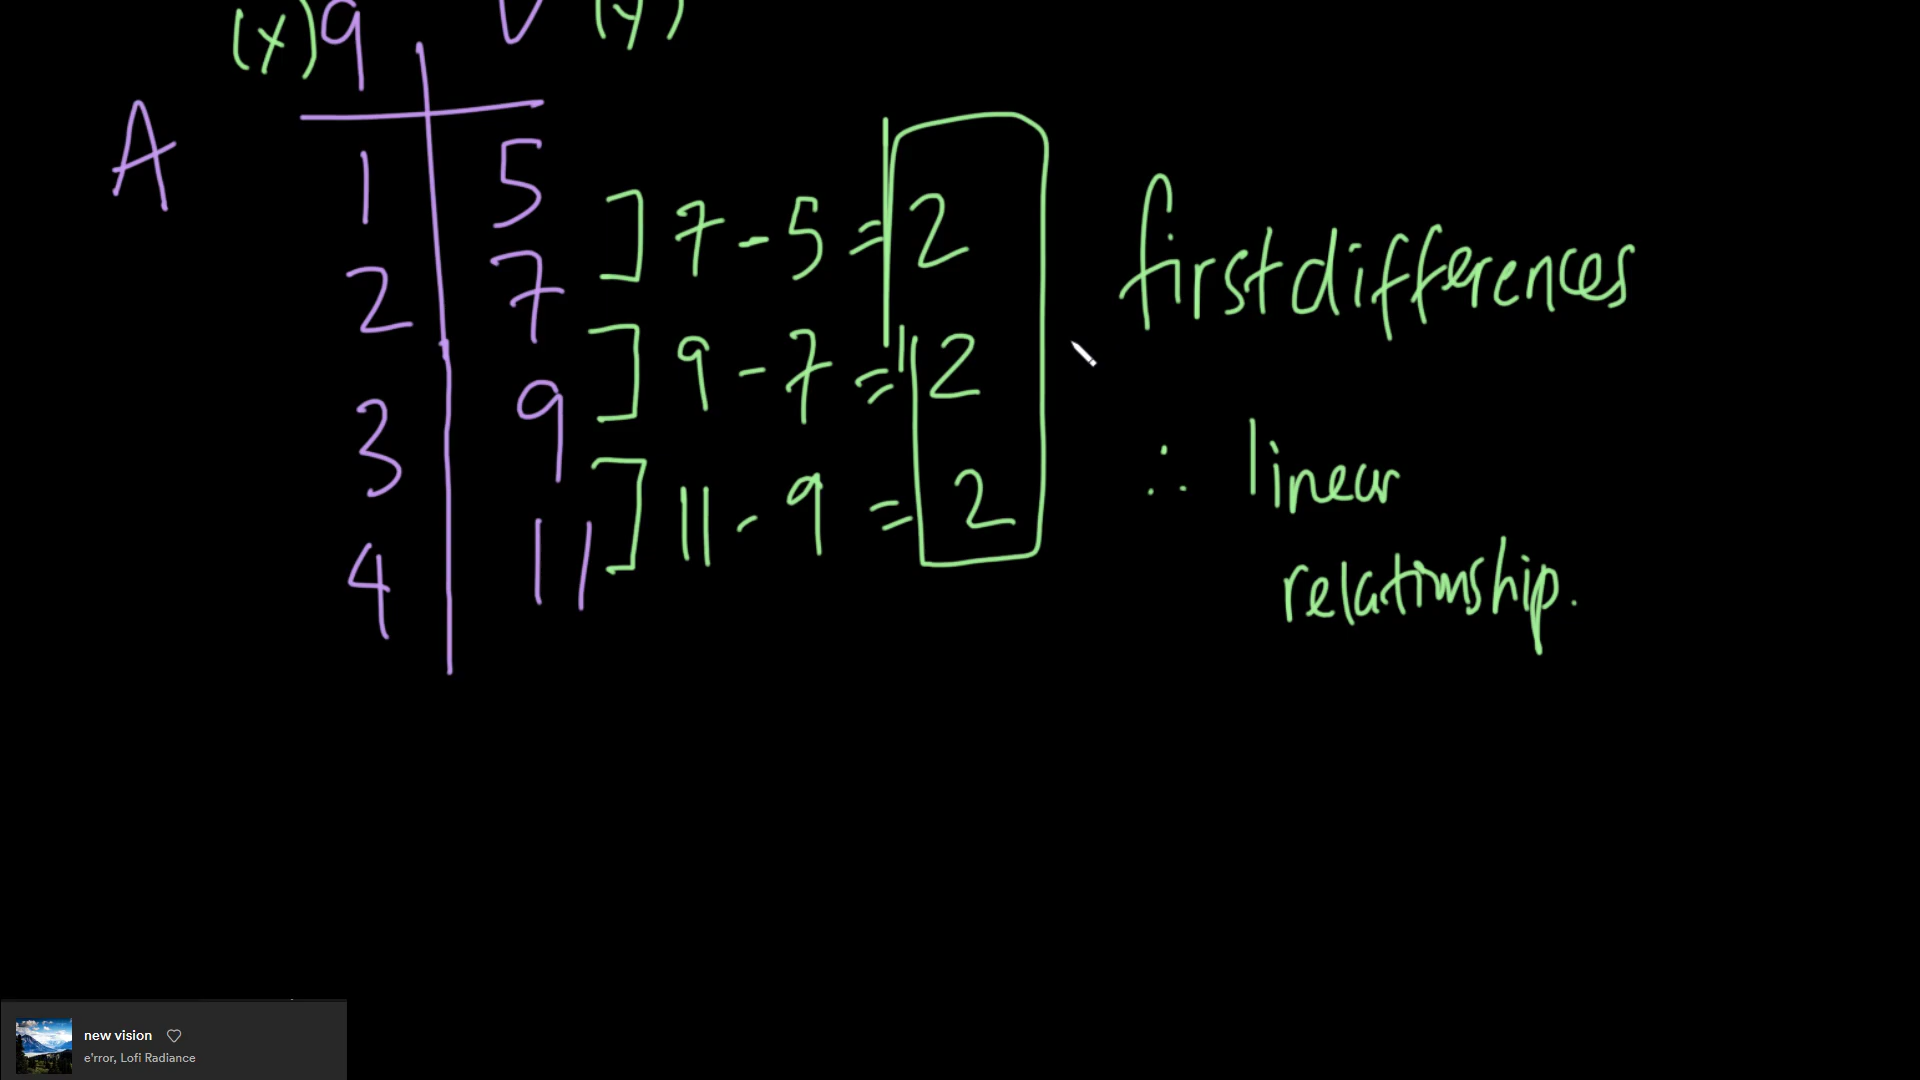 (x) q v (y)
A
1 5
] 7 - 5 = 2
2 7
] 9 - 7 = 2
3 9
] 11 - 9 = 2
4 11
first differences
∴ linear
relationship.
new vision
e'rror, Lofi Radiance